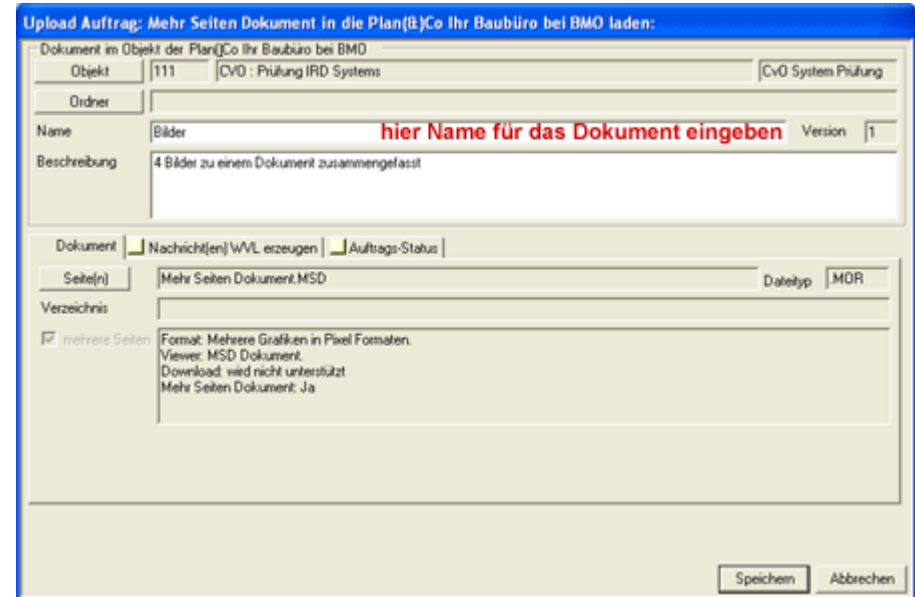 Upload Auftrag: Mehr Seiten Dokument in die Plan(&)Co Ihr Baubüro bei BMO laden:
Dokument im Objekt der Plan()Co Ihr Baubüro bei BMO
Objekt 111 CVO : Prüfung IRD Systems CvO System Prüfung
Ordner
Name Bilder hier Name für das Dokument eingeben Version 1
Beschreibung 4 Bilder zu einem Dokument zusammengefasst
Dokument Nachricht(en) WVL erzeugen Auftrags-Status
Seite(n) Mehr Seiten Dokument.MSD Dateityp .MOR
Verzeichnis
mehrere Seiten Format: Mehrere Grafiken in Pixel Formaten.
Viewer: MSD Dokument.
Download: wird nicht unterstützt
Mehr Seiten Dokument: Ja
Speichern Abbrechen